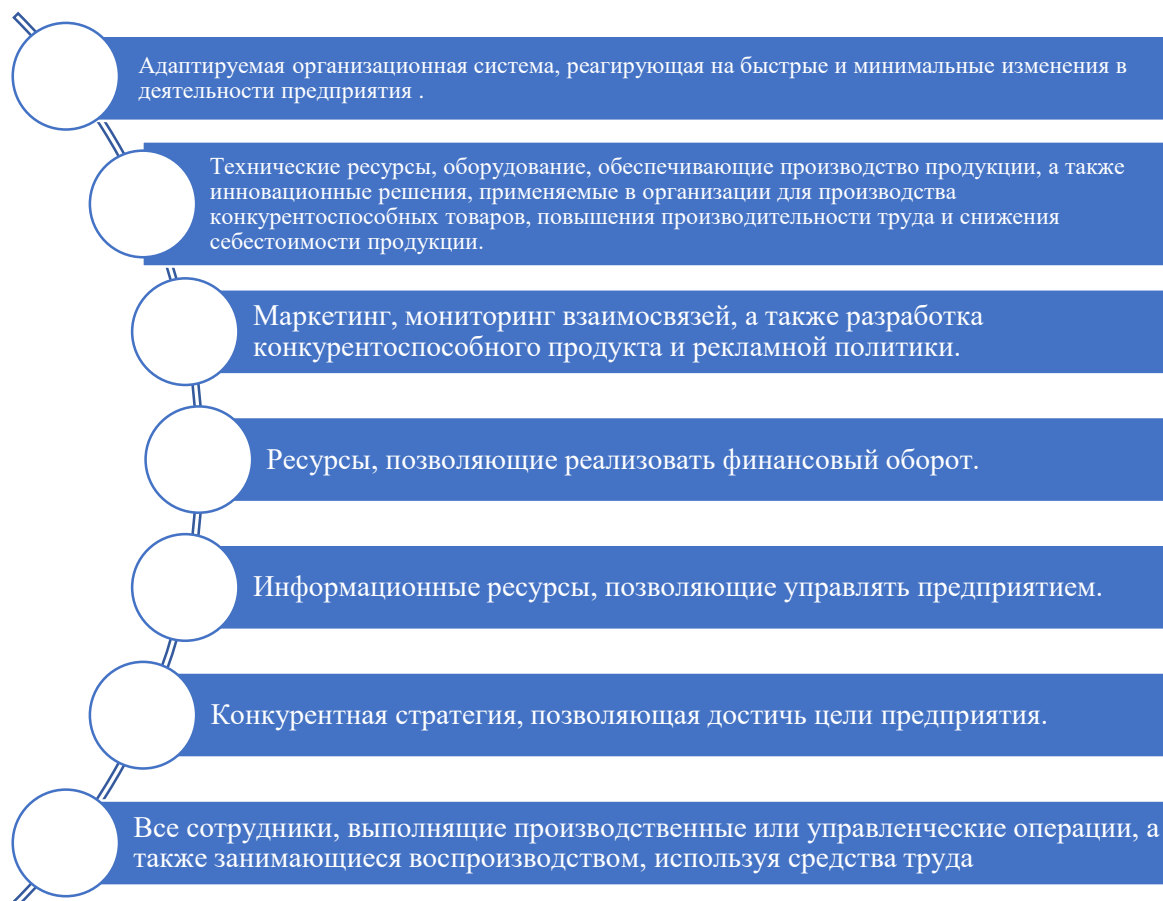 Адаптируемая организационная система, реагирующая на быстрые и минимальные изменения в
деятельности предприятия .
Технические ресурсы, оборудование, обеспечивающие производство продукции, а также
инновационные решения, применяемые в организации для производства
конкурентоспособных товаров, повышения производительности труда и снижения
себестоимости продукции.
Маркетинг, мониторинг взаимосвязей, а также разработка
конкурентоспособного продукта и рекламной политики.
Ресурсы, позволяющие реализовать финансовый оборот.
Информационные ресурсы, позволяющие управлять предприятием.
Конкурентная стратегия, позволяющая достичь цели предприятия.
Все сотрудники, выполнящие производственные или управленческие операции, а
также занимающиеся воспроизводством, используя средства труда